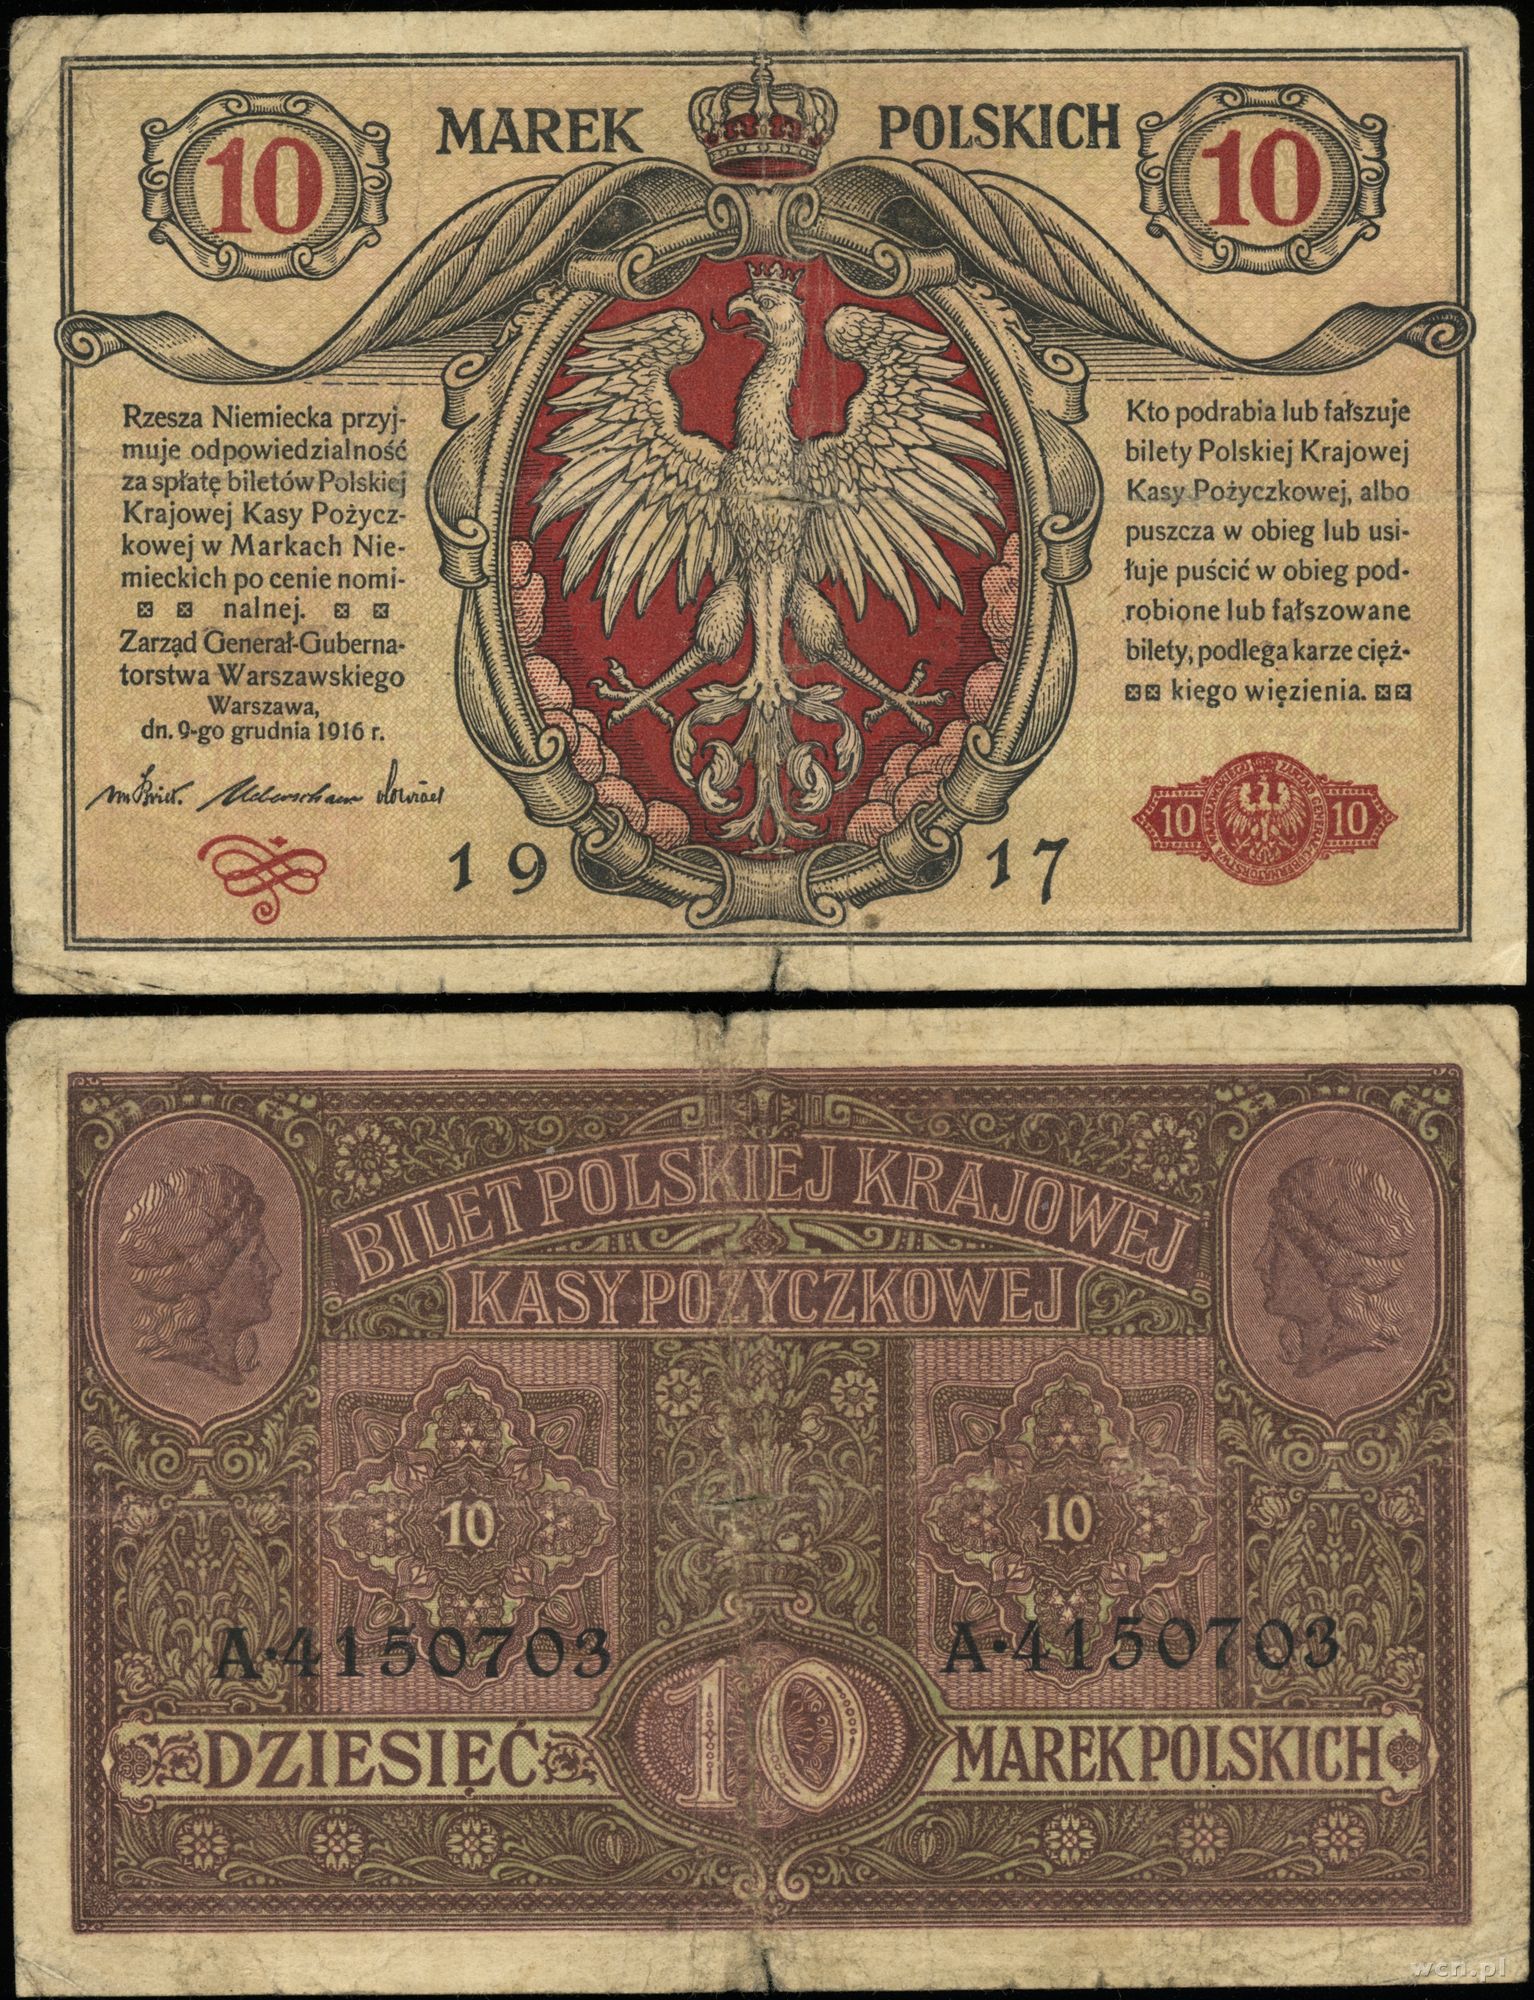 10 MAREK POLSKICH 10
Rzesza Niemiecka przyj-
muje odpowiedzialność
za spłatę biletów Polskiej
Krajowej Kasy Pożycz-
kowej w Markach Nie-
mieckich po cenie nomi-
nalnej.
Zarząd Generał-Guberna-
torstwa Warszawskiego
Warszawa,
dn. 9-go grudnia 1916 r.
Kto podrabia lub fałszuje
bilety Polskiej Krajowej
Kasy Pożyczkowej, albo
puszcza w obieg lub usi-
łuje puścić w obieg pod-
robione lub fałszowane
bilety, podlega karze cięż-
kiego więzienia.
10 10
1917
BILET POLSKIEJ KRAJOWEJ
KASY POŻYCZKOWEJ
10 10
A·4150703 A·4150703
DZIESIĘĆ 10 MAREK POLSKICH
wcn.pl